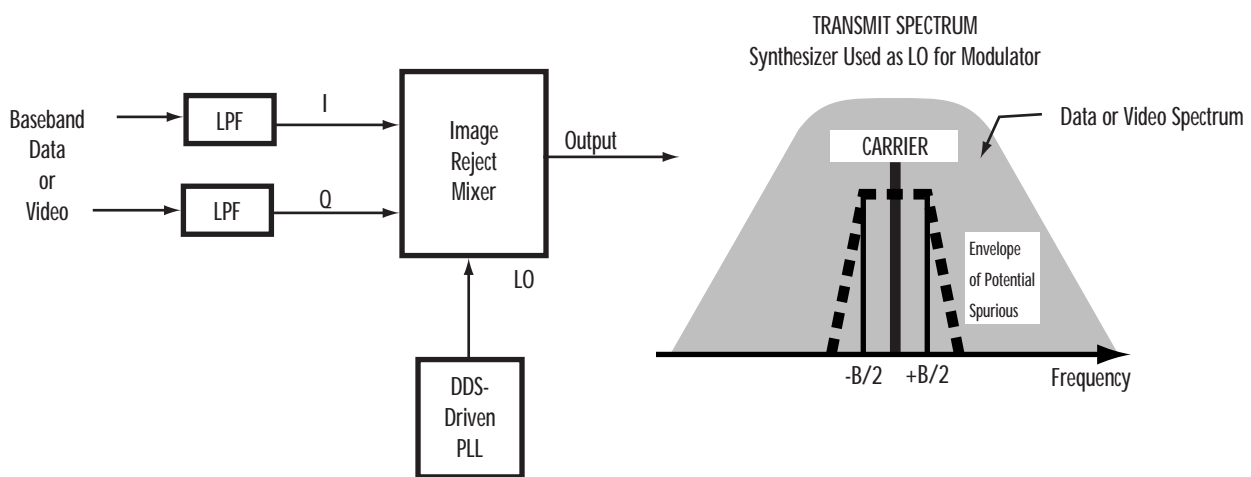 TRANSMIT SPECTRUM
Synthesizer Used as LO for Modulator
Baseband
Data
or
Video
LPF
I
LPF
Q
Image
Reject
Mixer
Output
LO
DDS-
Driven
PLL
CARRIER
Data or Video Spectrum
Envelope
of Potential
Spurious
-B/2
+B/2
Frequency